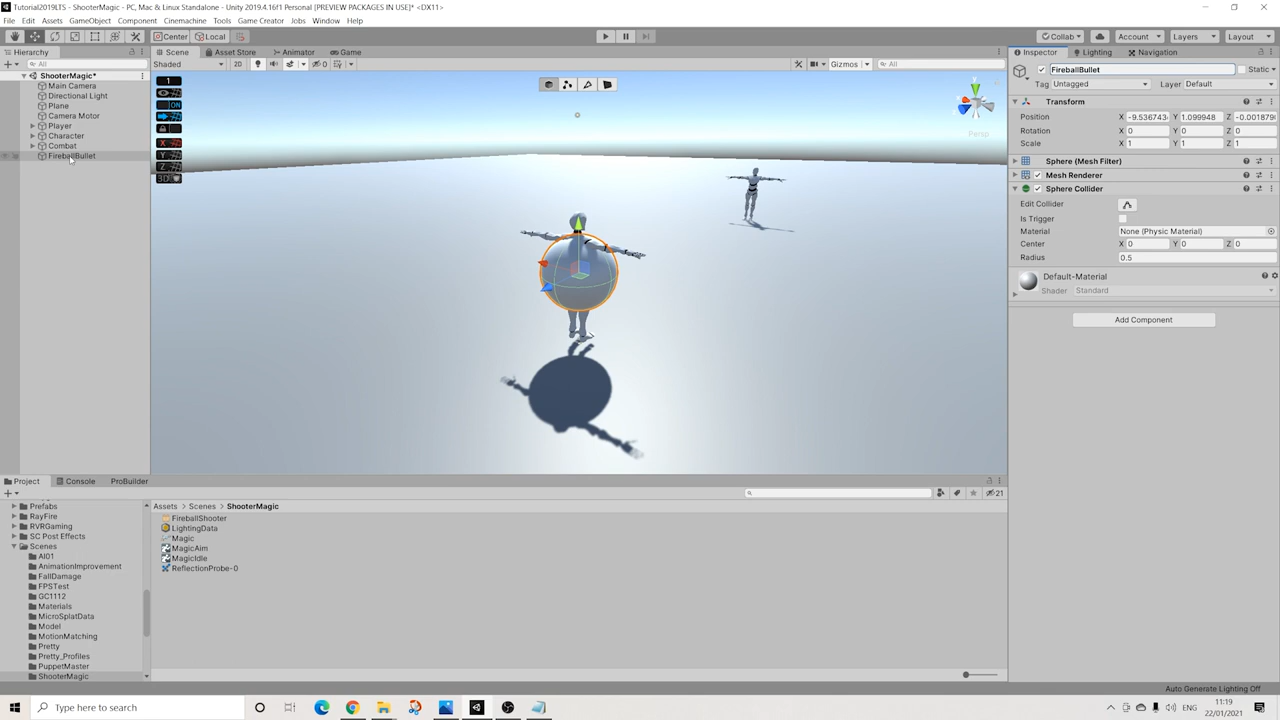 Tutorial2019LTS - ShooterMagic - PC, Mac & Linux Standalone - Unity 2019.4.16f1 Personal [PREVIEW PACKAGES IN USE]* <DX11>
File Edit Assets GameObject Component Cinemachine Tools Game Creator Jobs Window Help
Center Local Collab Account Layers Layout
Hierarchy Scene Asset Store Animator Game Inspector Lighting Navigation
All Shaded 2D 0 Gizmos All
FireballBullet Static
Tag Untagged Layer Default
ShooterMagic*
Main Camera
Directional Light
Plane
Camera Motor
Player
Character
Combat
FireballBullet
1
ON
X
Y
Z
3D
Persp
Transform
Position X -9.536743 Y 1.099948 Z -0.001879
Rotation X 0 Y 0 Z 0
Scale X 1 Y 1 Z 1
Sphere (Mesh Filter)
Mesh Renderer
Sphere Collider
Edit Collider
Is Trigger
Material None (Physic Material)
Center X 0 Y 0 Z 0
Radius 0.5
Default-Material
Shader Standard
Add Component
Project Console ProBuilder
21
Assets > Scenes > ShooterMagic
Prefabs
RayFire
RVRGaming
SC Post Effects
Scenes
AI01
AnimationImprovement
FallDamage
FPSTest
GC1112
Materials
MicroSplatData
Model
MotionMatching
Pretty
Pretty_Profiles
PuppetMaster
ShooterMagic
FireballShooter
LightingData
Magic
MagicAim
MagicIdle
ReflectionProbe-0
Auto Generate Lighting Off
Type here to search
ENG
11:19
22/01/2021